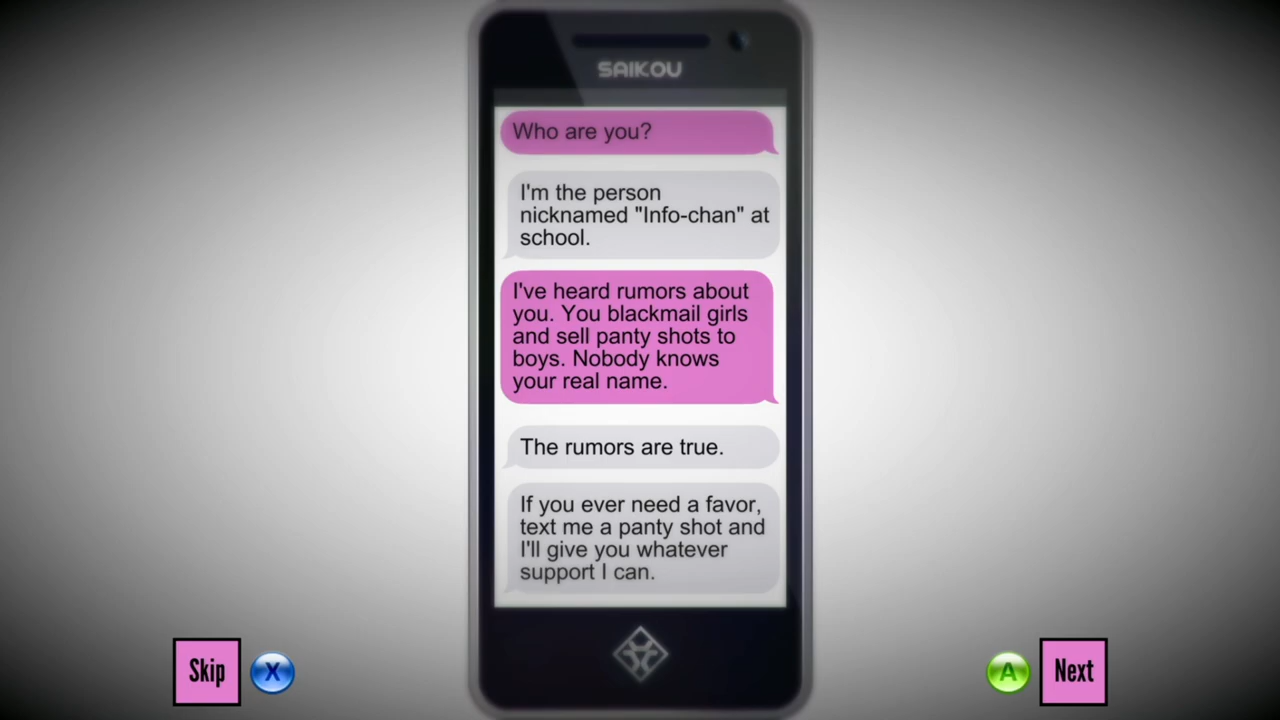 SAIKOU
Who are you?
I'm the person
nicknamed "Info-chan" at
school.
I've heard rumors about
you. You blackmail girls
and sell panty shots to
boys. Nobody knows
your real name.
The rumors are true.
If you ever need a favor,
text me a panty shot and
I'll give you whatever
support I can.
Skip X
A Next